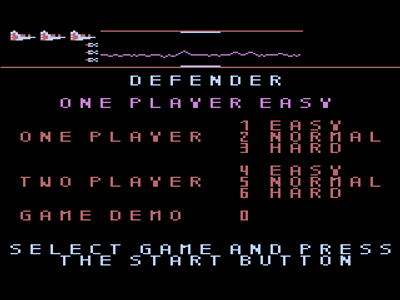 DEFENDER
ONE PLAYER EASY
ONE PLAYER 1 EASY
2 NORMAL
3 HARD
TWO PLAYER 4 EASY
5 NORMAL
6 HARD
GAME DEMO 0
SELECT GAME AND PRESS
THE START BUTTON